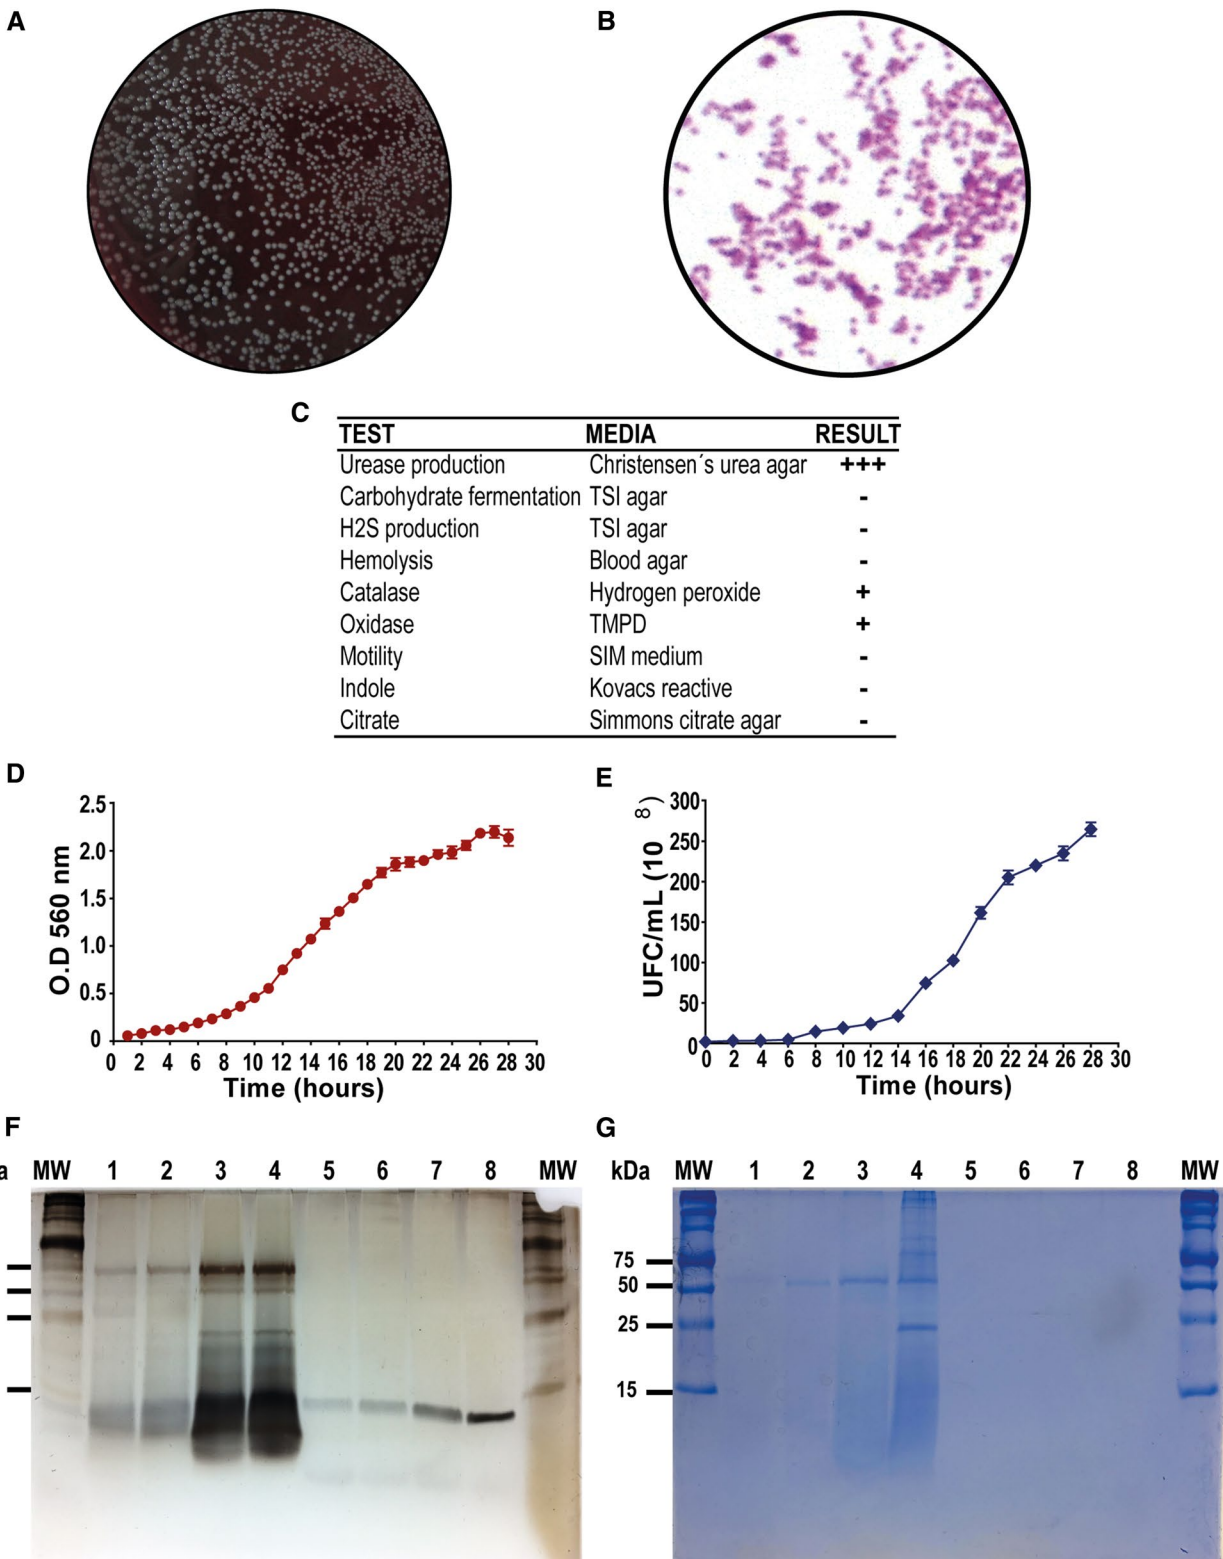 A
B
C
TEST MEDIA RESULT
Urease production Christensen´s urea agar +++
Carbohydrate fermentation TSI agar -
H2S production TSI agar -
Hemolysis Blood agar -
Catalase Hydrogen peroxide +
Oxidase TMPD +
Motility SIM medium -
Indole Kovacs reactive -
Citrate Simmons citrate agar -
D
2.5
2.0
1.5
1.0
0.5
0
O.D 560 nm
0 2 4 6 8 10 12 14 16 18 20 22 24 26 28 30
Time (hours)
E
300
250
200
150
100
50
0
UFC/mL (10 8)
0 2 4 6 8 10 12 14 16 18 20 22 24 26 28 30
Time (hours)
F
a MW 1 2 3 4 5 6 7 8 MW
G
kDa MW 1 2 3 4 5 6 7 8 MW
75
50
25
15